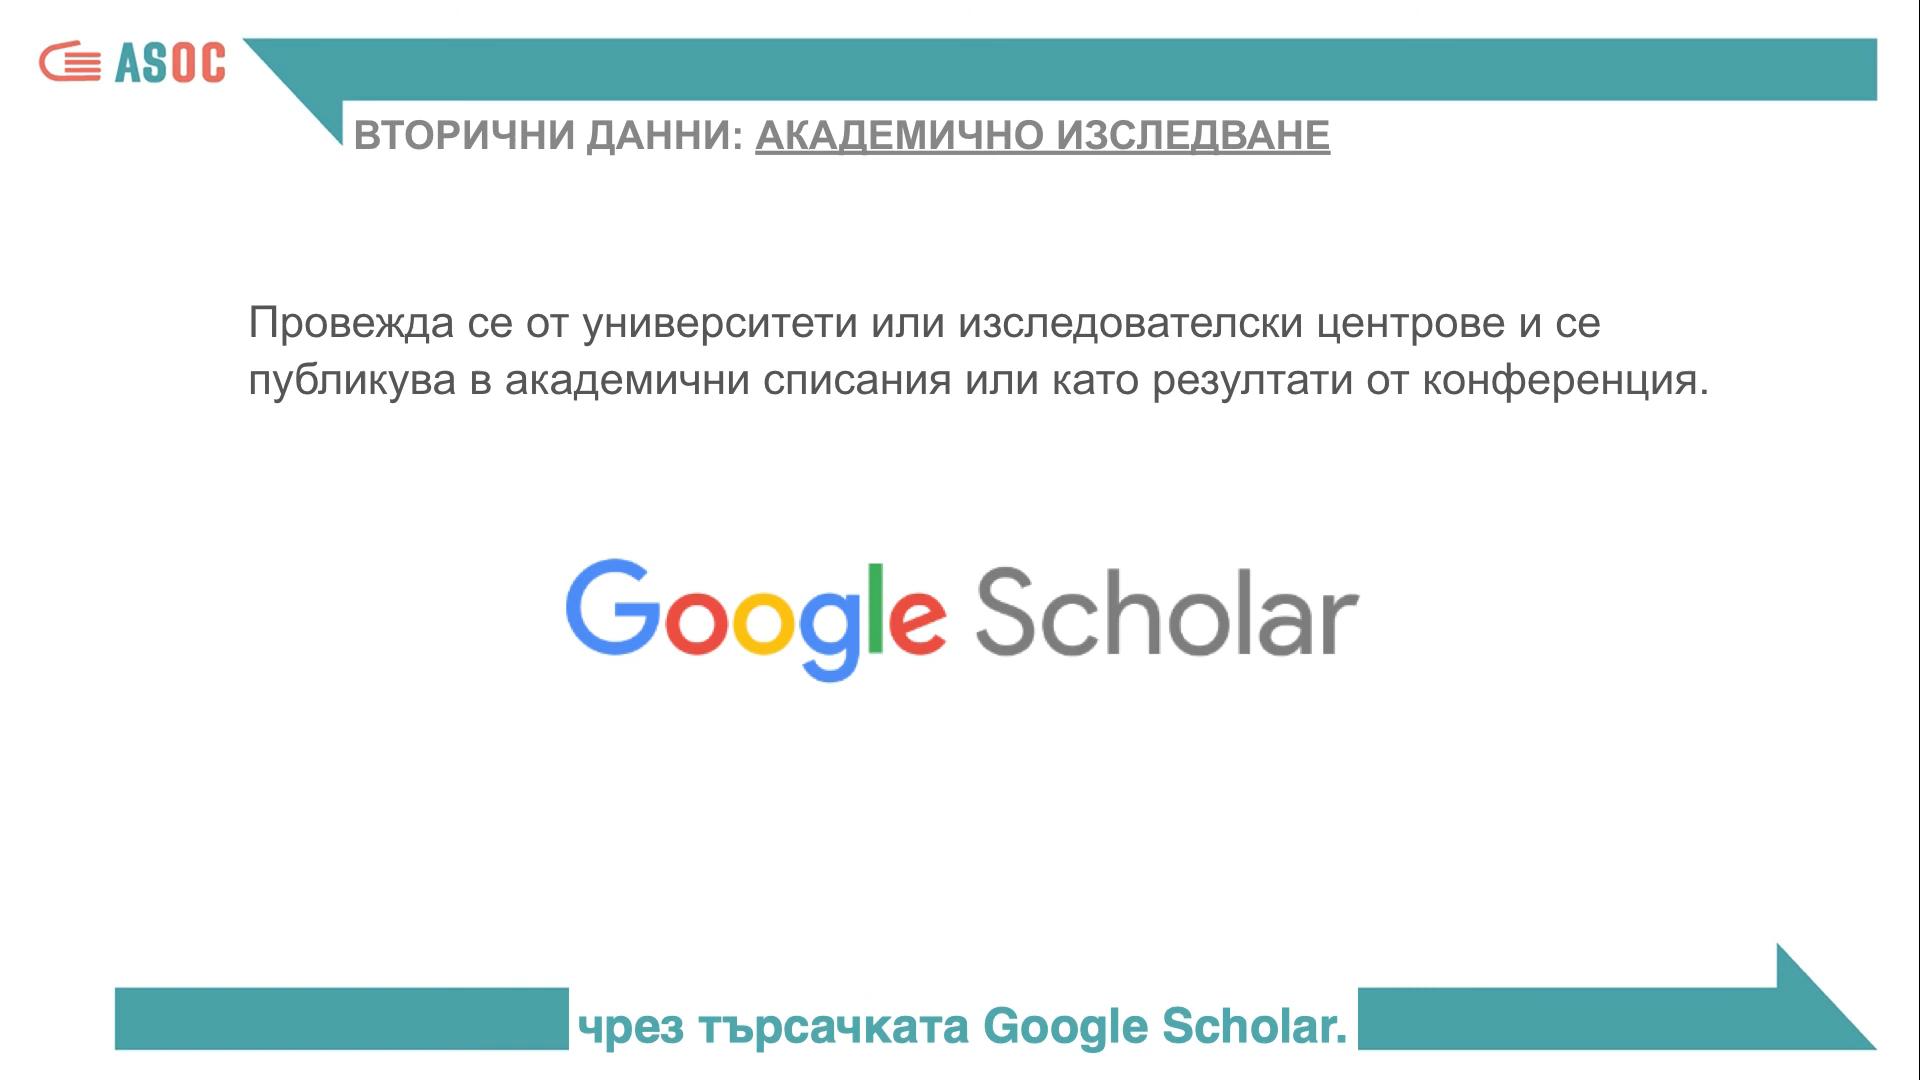 ASOC
ВТОРИЧНИ ДАННИ: АКАДЕМИЧНО ИЗСЛЕДВАНЕ
Провежда се от университети или изследователски центрове и се
публикува в академични списания или като резултати от конференция.
Google Scholar
чрез търсачката Google Scholar.